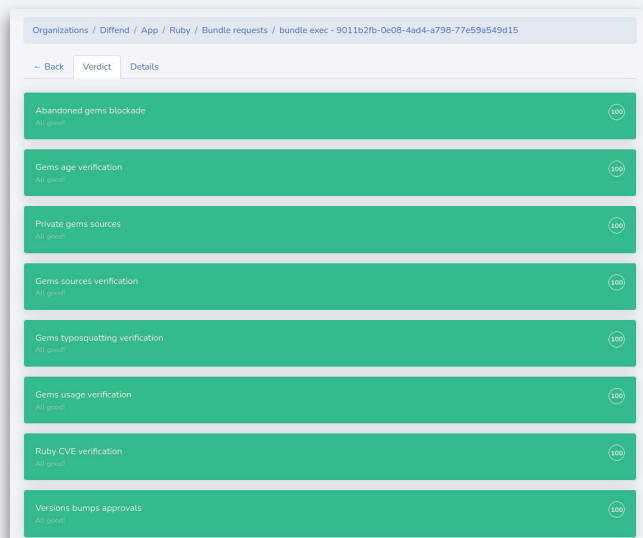 Organizations / Diffend / App / Ruby / Bundle requests / bundle exec - 9011b2fb-0e08-4ad4-a798-77e59a549d15
← Back Verdict Details
Abandoned gems blockade 100
All good!
Gems age verification 100
All good!
Private gems sources 100
All good!
Gems sources verification 100
All good!
Gems typosquatting verification 100
All good!
Gems usage verification 100
All good!
Ruby CVE verification 100
All good!
Versions bumps approvals 100
All good!